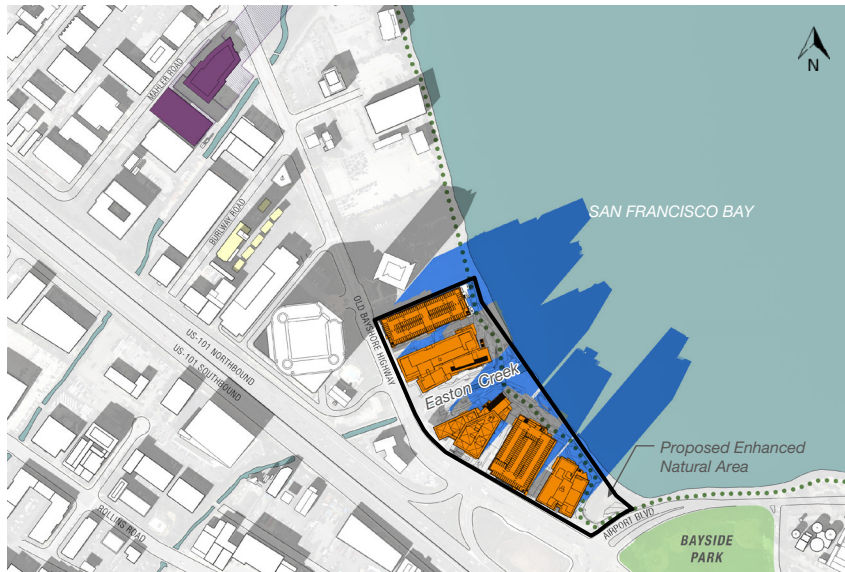 N
MAHLER ROAD
SAN FRANCISCO BAY
BURLWAY ROAD
OLD BAYSHORE HIGHWAY
US-101 NORTHBOUND
US-101 SOUTHBOUND
Easton Creek
Proposed Enhanced
Natural Area
ROLLINS ROAD
AIRPORT BLVD
BAYSIDE
PARK